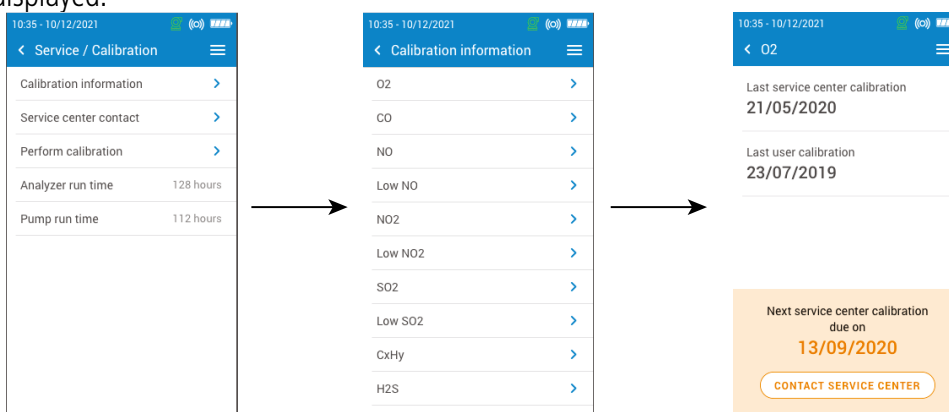 displayed.
10:35 - 10/12/2021
Service / Calibration
Calibration information
Service center contact
Perform calibration
Analyzer run time 128 hours
Pump run time 112 hours
10:35 - 10/12/2021
Calibration information
O2
CO
NO
Low NO
NO2
Low NO2
SO2
Low SO2
CxHy
H2S
10:35 - 10/12/2021
O2
Last service center calibration
21/05/2020
Last user calibration
23/07/2019
Next service center calibration
due on
13/09/2020
CONTACT SERVICE CENTER